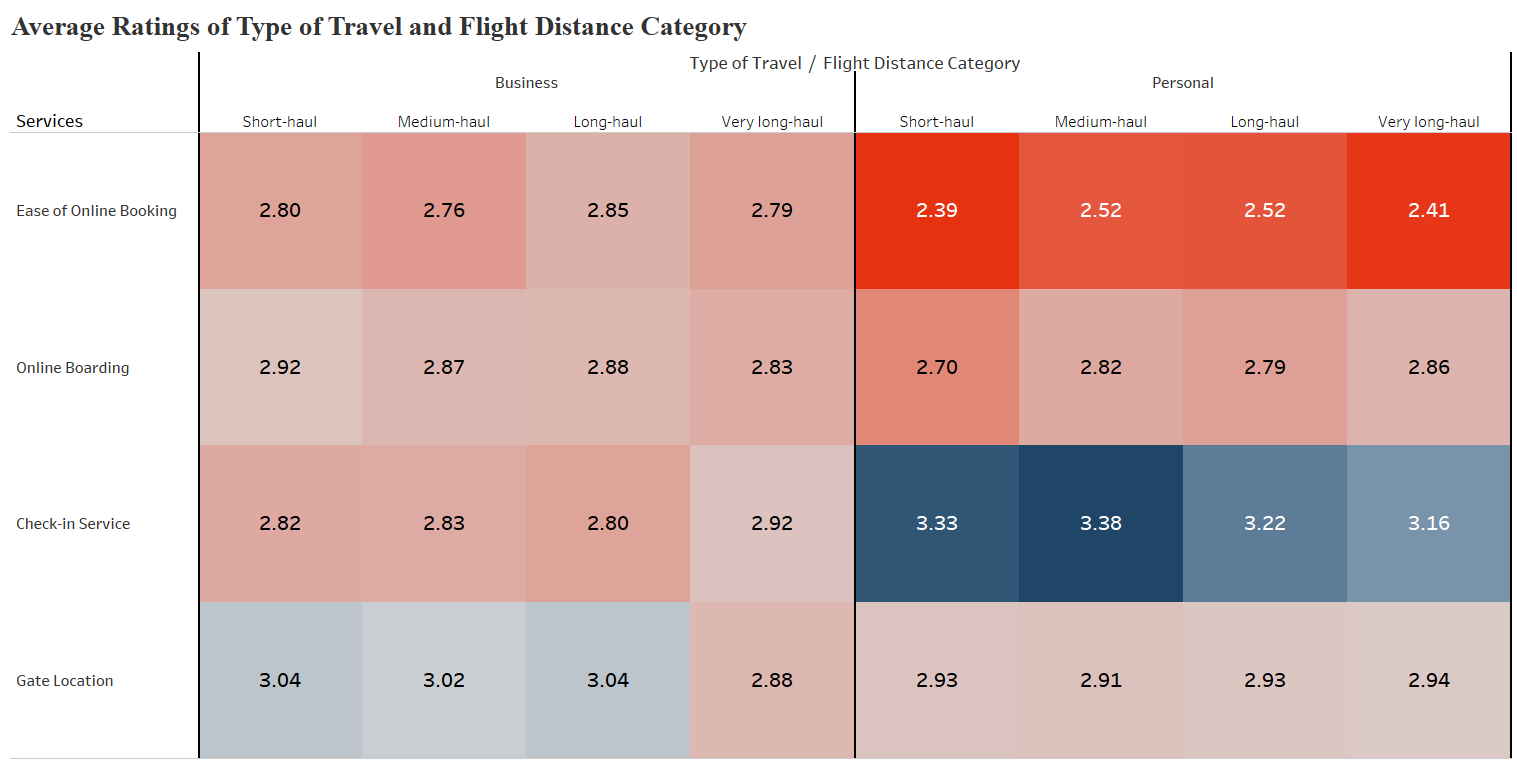 Average Ratings of Type of Travel and Flight Distance Category
Type of Travel / Flight Distance Category
Business Personal
Services Short-haul Medium-haul Long-haul Very long-haul Short-haul Medium-haul Long-haul Very long-haul
Ease of Online Booking 2.80 2.76 2.85 2.79 2.39 2.52 2.52 2.41
Online Boarding 2.92 2.87 2.88 2.83 2.70 2.82 2.79 2.86
Check-in Service 2.82 2.83 2.80 2.92 3.33 3.38 3.22 3.16
Gate Location 3.04 3.02 3.04 2.88 2.93 2.91 2.93 2.94